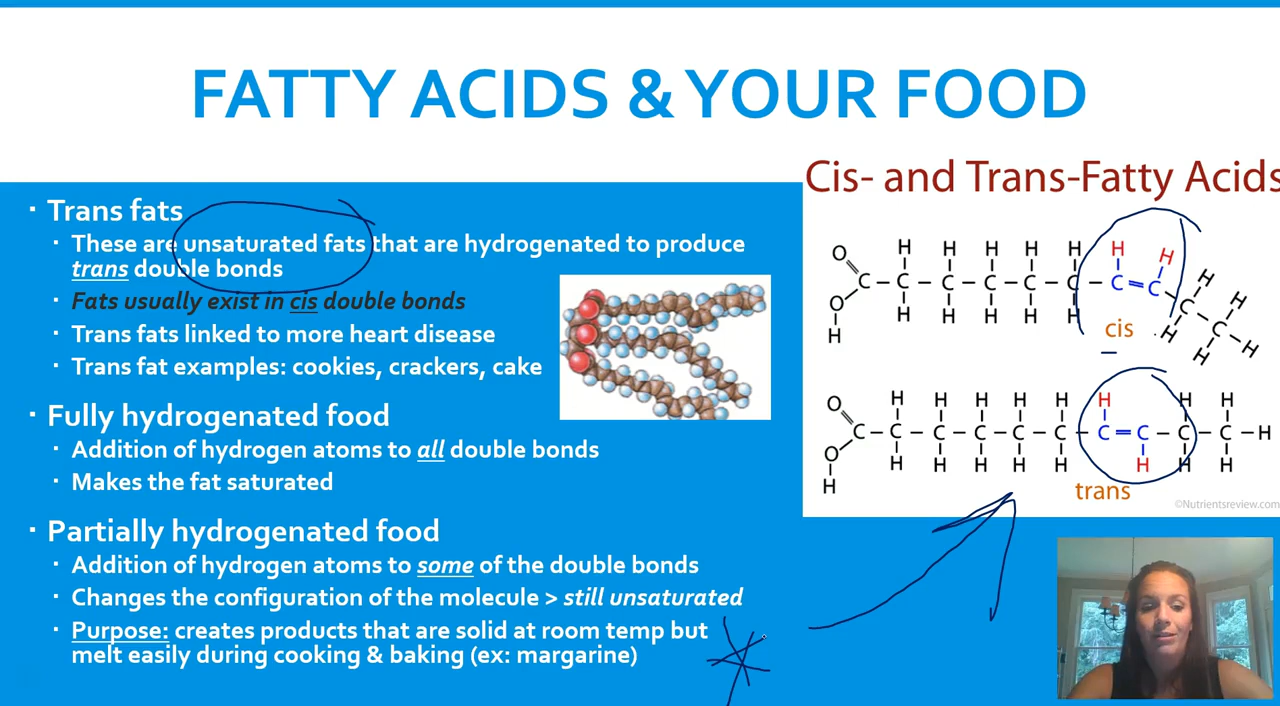 FATTY ACIDS & YOUR FOOD
Trans fats
These are unsaturated fats that are hydrogenated to produce
trans double bonds
Fats usually exist in cis double bonds
Trans fats linked to more heart disease
Trans fat examples: cookies, crackers, cake
Fully hydrogenated food
Addition of hydrogen atoms to all double bonds
Makes the fat saturated
Partially hydrogenated food
Addition of hydrogen atoms to some of the double bonds
Changes the configuration of the molecule > still unsaturated
Purpose: creates products that are solid at room temp but
melt easily during cooking & baking (ex: margarine)
Cis- and Trans-Fatty Acids
O H H H H H H H H
C - C - C - C - C - C - C = C C H
O H H H H H C H
H cis H H
O H H H H H H H H
C - C - C - C - C - C - C = C - C - C - H
O H H H H H H H H
H trans
©Nutrientsreview.com